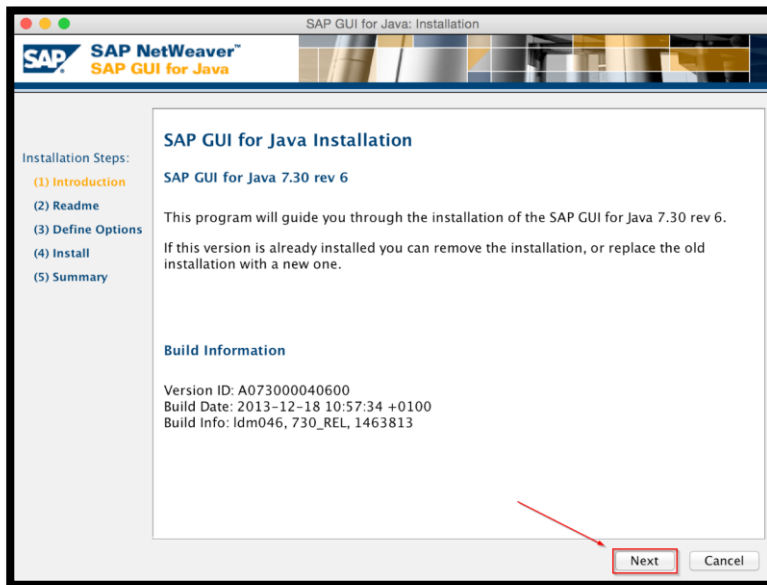 SAP GUI for Java: Installation
SAP
SAP NetWeaver™
SAP GUI for Java
Installation Steps:
(1) Introduction
(2) Readme
(3) Define Options
(4) Install
(5) Summary
SAP GUI for Java Installation
SAP GUI for Java 7.30 rev 6
This program will guide you through the installation of the SAP GUI for Java 7.30 rev 6.
If this version is already installed you can remove the installation, or replace the old
installation with a new one.
Build Information
Version ID: A073000040600
Build Date: 2013-12-18 10:57:34 +0100
Build Info: ldm046, 730_REL, 1463813
Next
Cancel